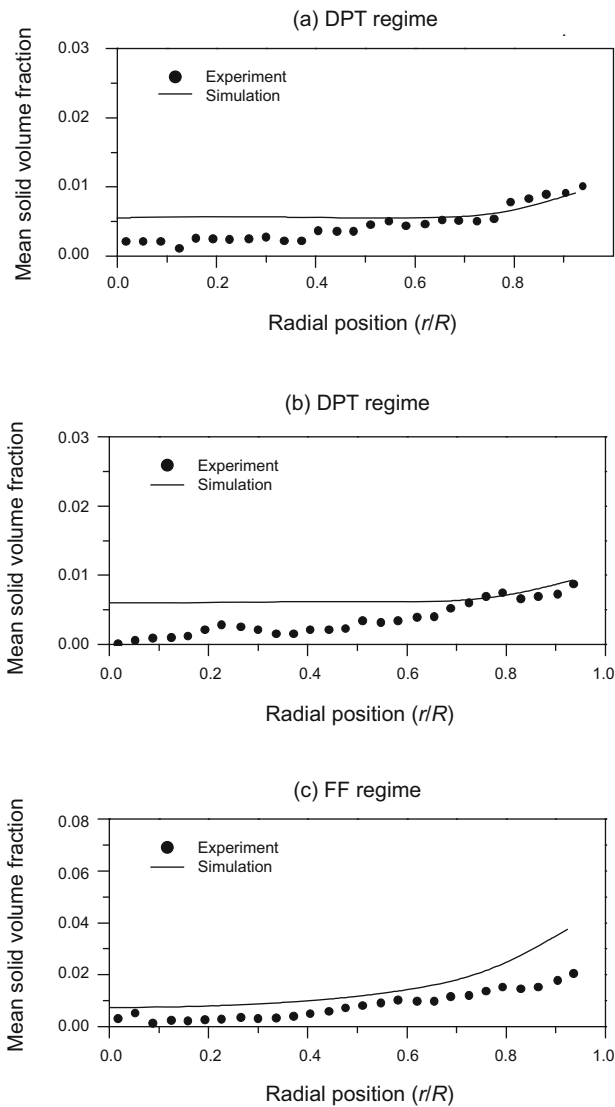 (a) DPT regime
Mean solid volume fraction
0.03
0.02
0.01
0.00
Experiment
Simulation
0.0 0.2 0.4 0.6 0.8
Radial position (r/R)
(b) DPT regime
Mean solid volume fraction
0.03
0.02
0.01
0.00
Experiment
Simulation
0.0 0.2 0.4 0.6 0.8 1.0
Radial position (r/R)
(c) FF regime
Mean solid volume fraction
0.08
0.06
0.04
0.02
0.00
Experiment
Simulation
0.0 0.2 0.4 0.6 0.8 1.0
Radial position (r/R)